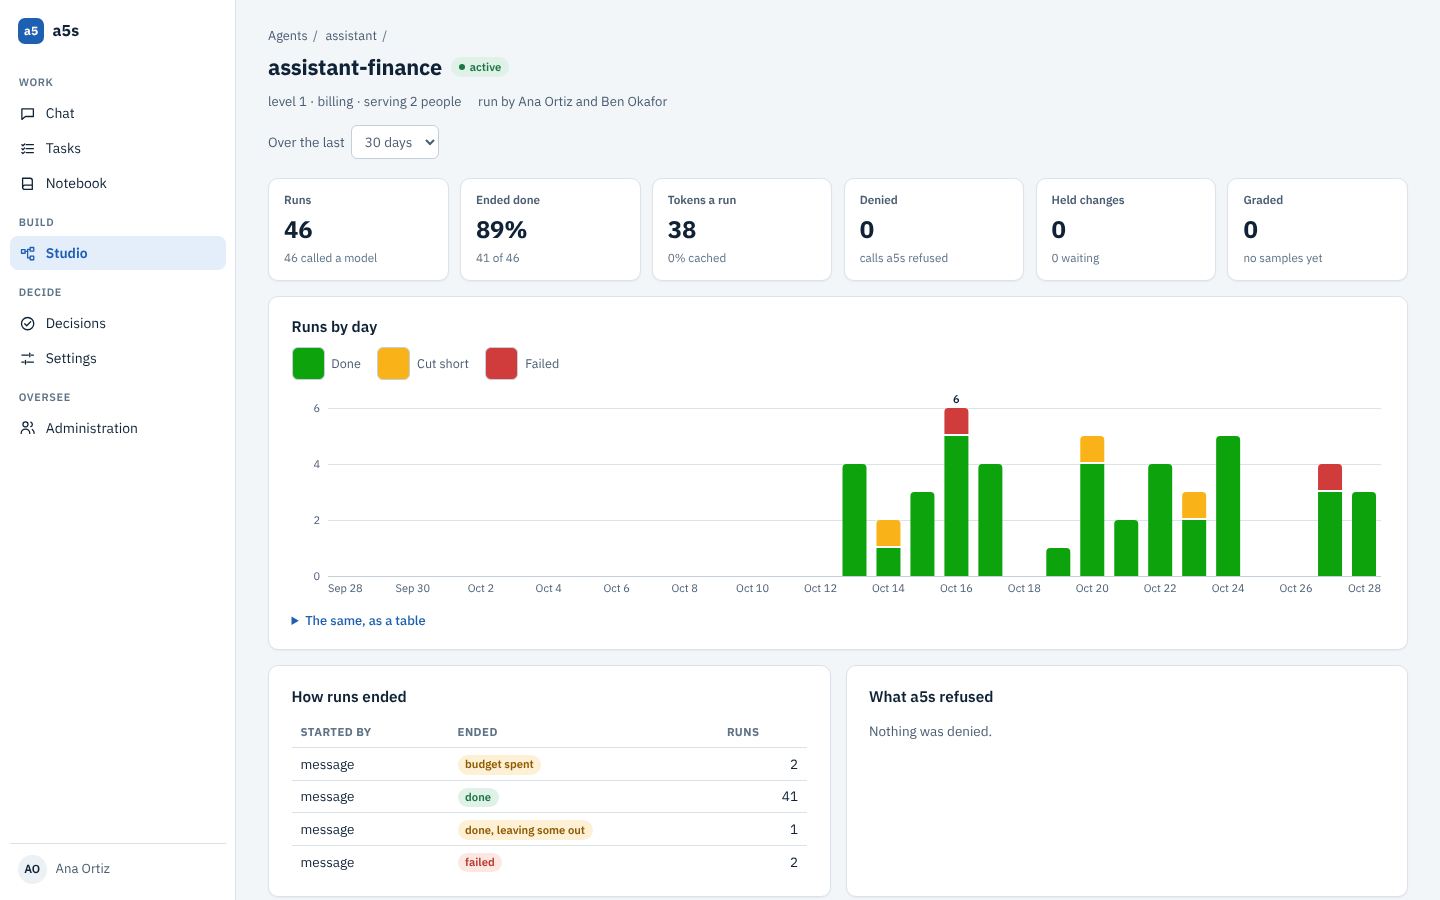 a5 a5s
WORK
Chat
Tasks
Notebook
BUILD
Studio
DECIDE
Decisions
Settings
OVERSEE
Administration
AO Ana Ortiz
Agents / assistant /
assistant-finance active
level 1 · billing · serving 2 people run by Ana Ortiz and Ben Okafor
Over the last 30 days
Runs
46
46 called a model
Ended done
89%
41 of 46
Tokens a run
38
0% cached
Denied
0
calls a5s refused
Held changes
0
0 waiting
Graded
0
no samples yet
Runs by day
Done Cut short Failed
6
6
4
2
0
Sep 28 Sep 30 Oct 2 Oct 4 Oct 6 Oct 8 Oct 10 Oct 12 Oct 14 Oct 16 Oct 18 Oct 20 Oct 22 Oct 24 Oct 26 Oct 28
The same, as a table
How runs ended
STARTED BY ENDED RUNS
message budget spent 2
message done 41
message done, leaving some out 1
message failed 2
What a5s refused
Nothing was denied.